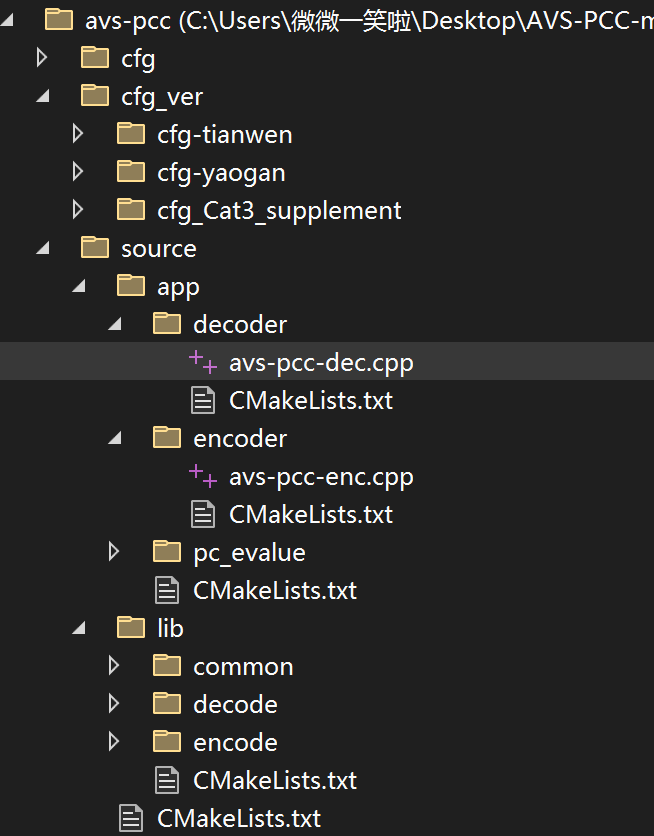 avs-pcc (C:\Users\微微一笑啦\Desktop\AVS-PCC-m
cfg
cfg_ver
cfg-tianwen
cfg-yaogan
cfg_Cat3_supplement
source
app
decoder
avs-pcc-dec.cpp
CMakeLists.txt
encoder
avs-pcc-enc.cpp
CMakeLists.txt
pc_evalue
CMakeLists.txt
lib
common
decode
encode
CMakeLists.txt
CMakeLists.txt